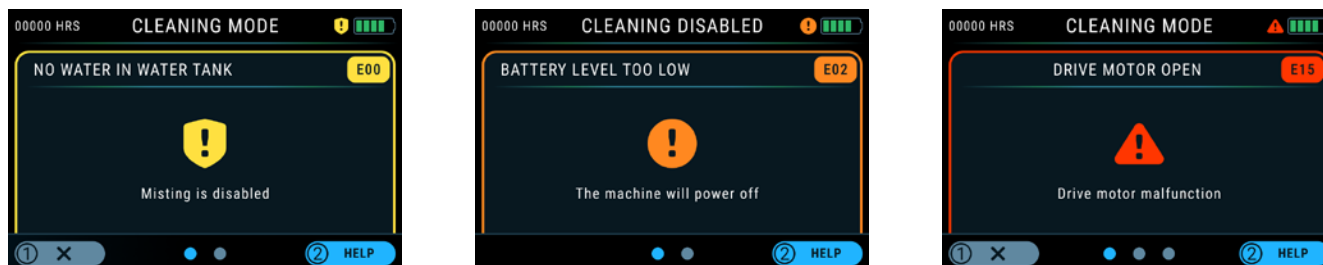 00000 HRS CLEANING MODE
NO WATER IN WATER TANK E00
Misting is disabled
① X ② HELP
00000 HRS CLEANING DISABLED
BATTERY LEVEL TOO LOW E02
The machine will power off
② HELP
00000 HRS CLEANING MODE
DRIVE MOTOR OPEN E15
Drive motor malfunction
① X ② HELP